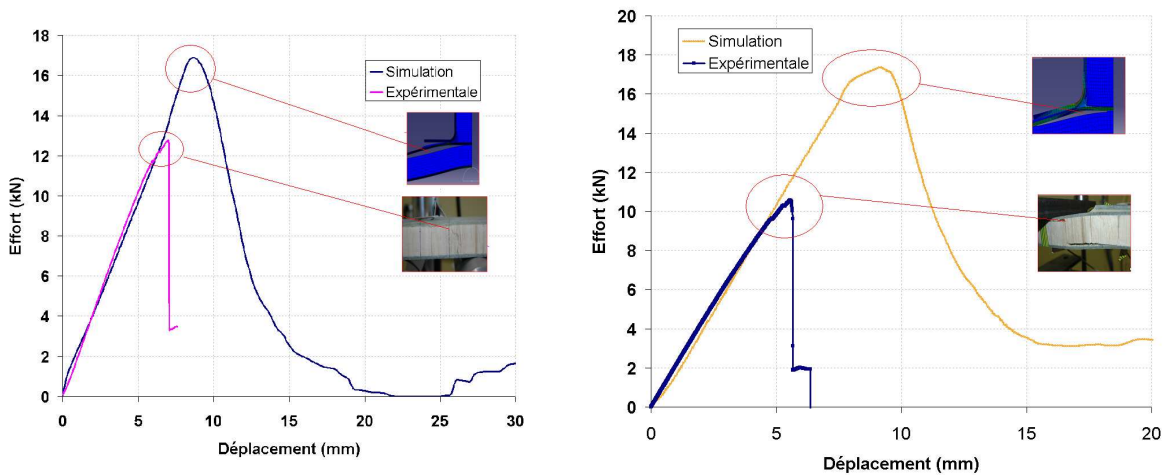 18
16
14
12
10
8
6
4
2
0
Effort (kN)
Simulation
Expérimentale
0 5 10 15 20 25 30
Déplacement (mm)
20
18
16
14
12
10
8
6
4
2
0
Effort (kN)
Simulation
Expérimentale
0 5 10 15 20
Déplacement (mm)